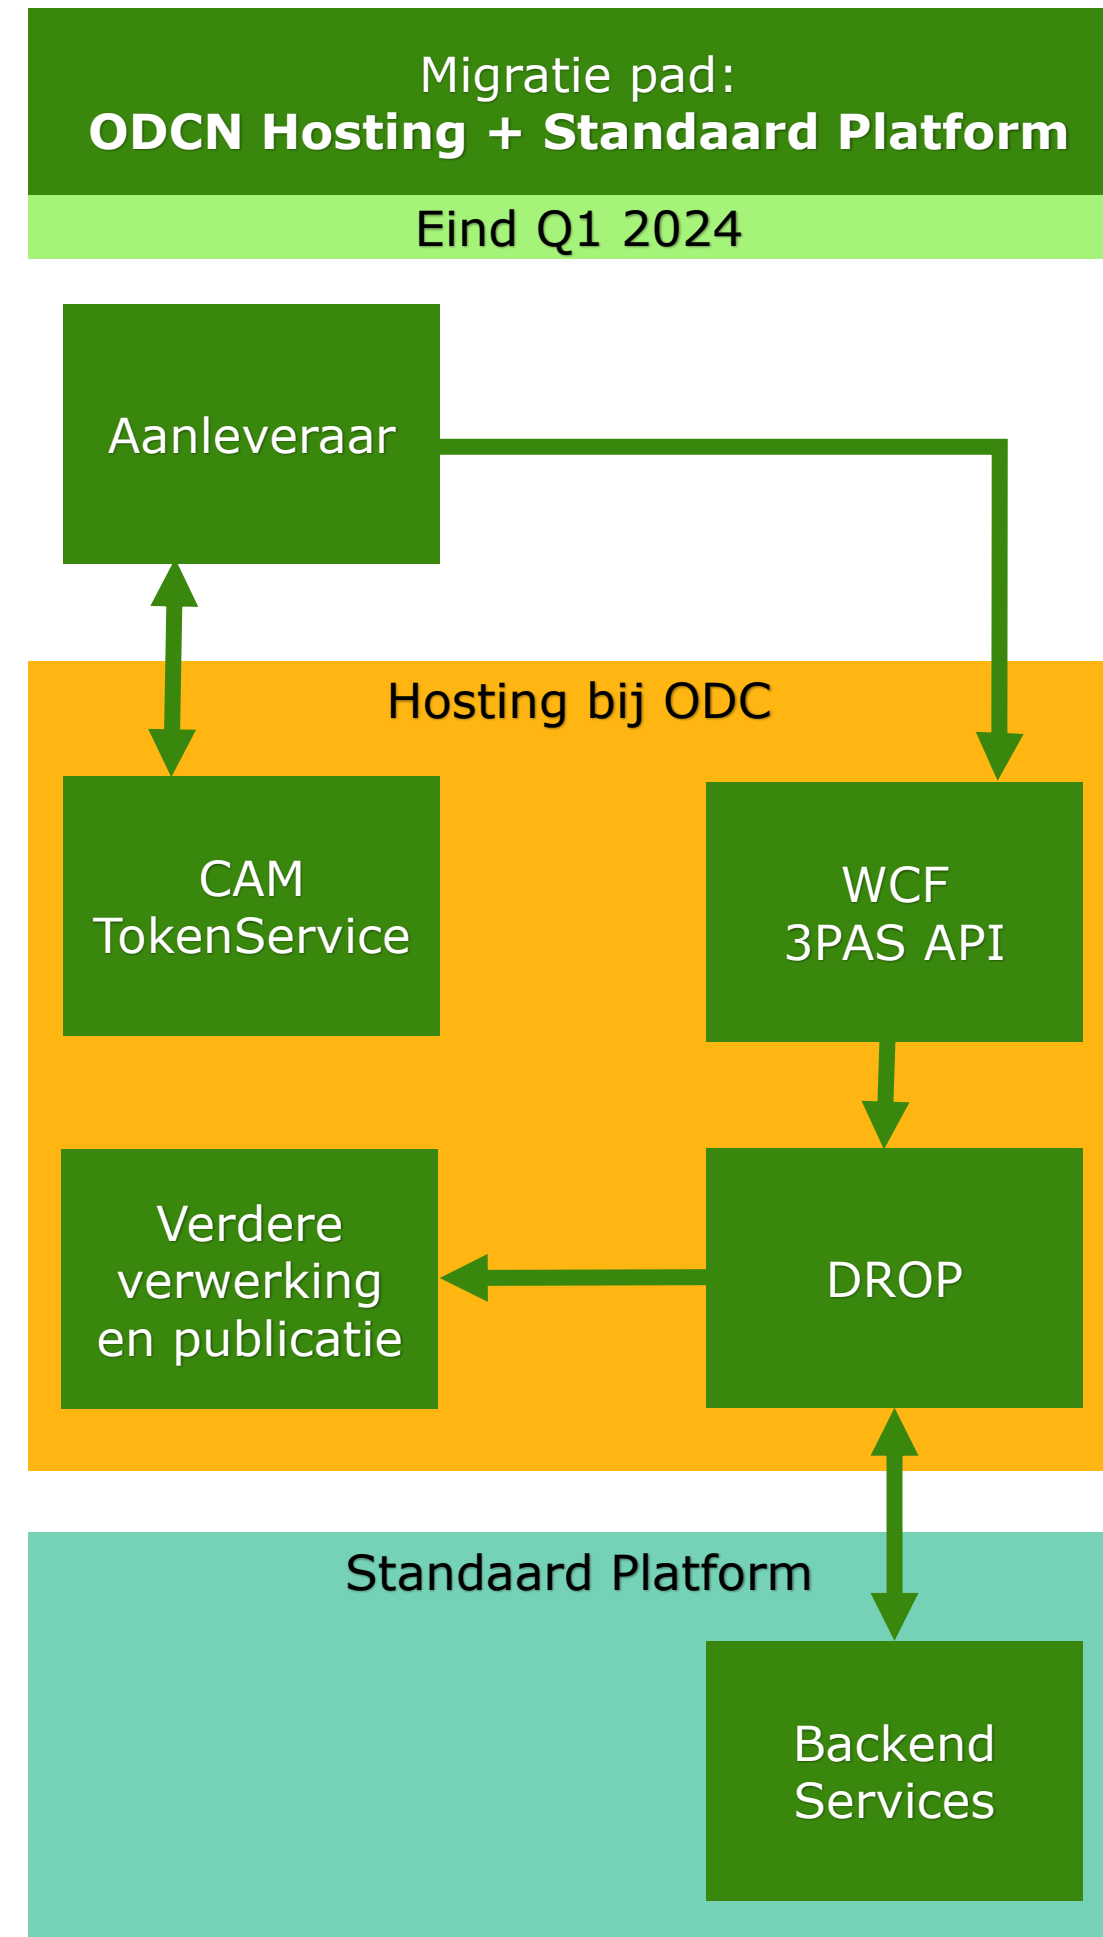 Migratie pad:
ODCN Hosting + Standaard Platform
Eind Q1 2024
Aanleveraar
Hosting bij ODC
CAM
TokenService
WCF
3PAS API
Verdere
verwerking
en publicatie
DROP
Standaard Platform
Backend
Services